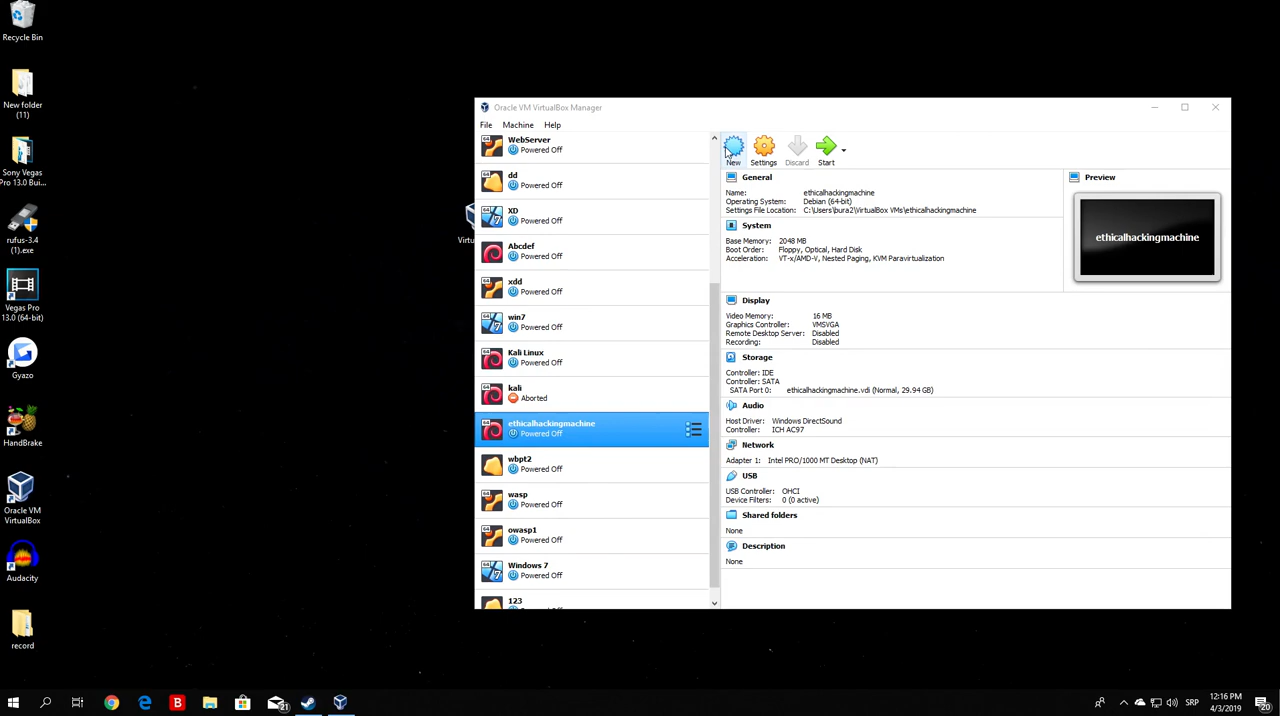 Recycle Bin
New folder
(11)
Sony Vegas
Pro 13.0 Bui...
rufus-3.4
(1).exe
Vegas Pro
13.0 (64-bit)
Gyazo
HandBrake
Oracle VM
VirtualBox
Audacity
record
Oracle VM VirtualBox Manager
File Machine Help
WebServer
Powered Off
dd
Powered Off
XD
Powered Off
Abcdef
Powered Off
xdd
Powered Off
win7
Powered Off
Kali Linux
Powered Off
kali
Aborted
ethicalhackingmachine
Powered Off
wbpt2
Powered Off
wasp
Powered Off
owasp1
Powered Off
Windows 7
Powered Off
123
New Settings Discard Start
General
Name: ethicalhackingmachine
Operating System: Debian (64-bit)
Settings File Location: C:\Users\bura2\VirtualBox VMs\ethicalhackingmachine
System
Base Memory: 2048 MB
Boot Order: Floppy, Optical, Hard Disk
Acceleration: VT-x/AMD-V, Nested Paging, KVM Paravirtualization
Display
Video Memory: 16 MB
Graphics Controller: VMSVGA
Remote Desktop Server: Disabled
Recording: Disabled
Storage
Controller: IDE
Controller: SATA
SATA Port 0: ethicalhackingmachine.vdi (Normal, 29.94 GB)
Audio
Host Driver: Windows DirectSound
Controller: ICH AC97
Network
Adapter 1: Intel PRO/1000 MT Desktop (NAT)
USB
USB Controller: OHCI
Device Filters: 0 (0 active)
Shared folders
None
Description
None
Preview
ethicalhackingmachine
21
SRP
12:16 PM
4/3/2019
20